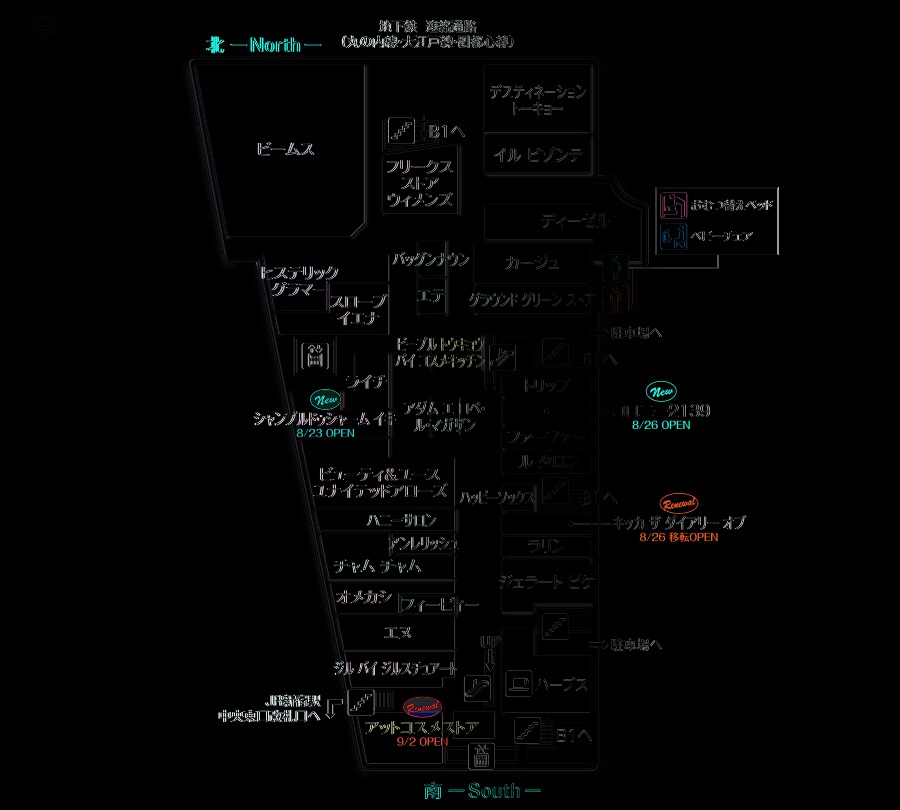 地下鉄 連絡通路
(丸の内線・大江戸線・副都心線)
北 ーNorthー
デスティネーション
トーキョー
B1へ
ビームス
イル ビゾンテ
フリークス
ストア
ウィメンズ
おむつ替えベッド
ディーゼル
ベビーチェア
バッグンナウン
カージュ
ヒステリック
グラマー
エテ
グラウンド グリーン
スローブ
イエナ
駐車場へ
ビープル トウキョウ
バイ コスメキッチン
ライチ
トリップ
New
New
アダム エ ロペ・
ル・マガザン
2139
シャンブルドゥシャーム イキ
8/23 OPEN
8/26 OPEN
ファーファー
ル タロン
ビューティ&ユース
ユナイテッドアローズ
ハッピーソックス
B1へ
Renewal
ハニーサロン
キッカ ザ ダイアリー オブ
8/26 移転OPEN
アンレリッシュ
ラリン
チャム チャム
ジェラート ピケ
オメカシ
フィービィー
エヌ
UP
駐車場へ
ジル バイ ジルスチュアート
ハーブス
JR新宿駅
中央東口改札口へ
Renewal
アットコスメストア
9/2 OPEN
B1へ
南 ーSouthー